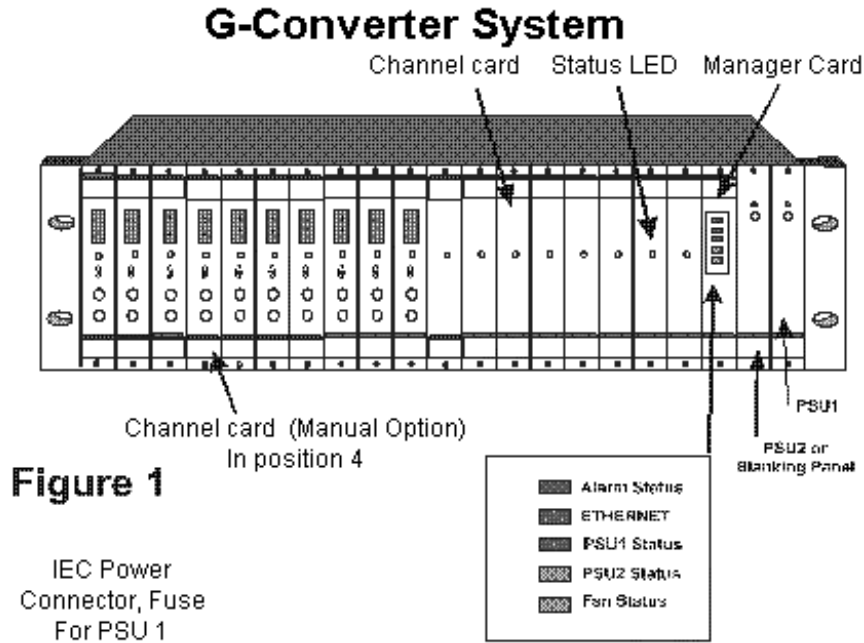 G-Converter System
Channel card
Status LED
Manager Card
PSU1
PSU2 or
Blanking Panel
Channel card (Manual Option)
In position 4
Figure 1
Alarm Status
ETHERNET
PSU1 Status
PSU2 Status
Fan Status
IEC Power
Connector, Fuse
For PSU 1